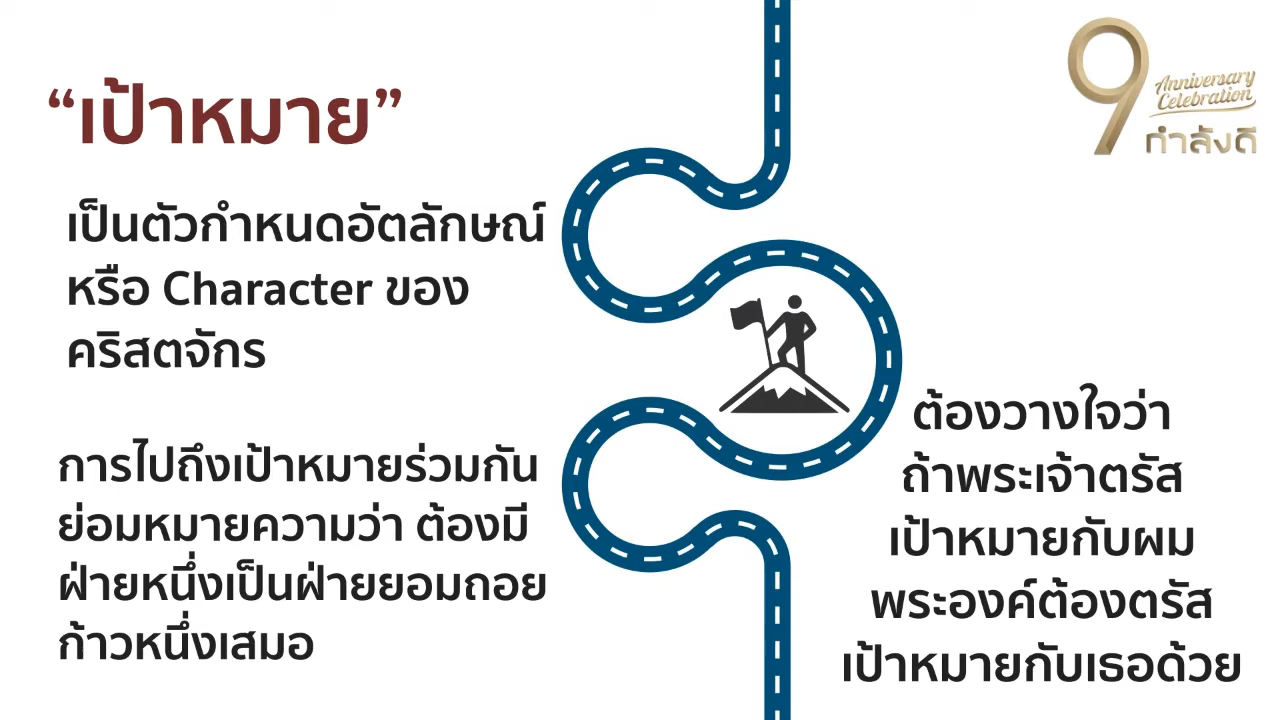 “เป้าหมาย”
9
Anniversary
Celebration
กำลังดี
เป็นตัวกำหนดอัตลักษณ์
หรือ Character ของ
คริสตจักร
การไปถึงเป้าหมายร่วมกัน
ย่อมหมายความว่า ต้องมี
ฝ่ายหนึ่งเป็นฝ่ายยอมถอย
ก้าวหนึ่งเสมอ
ต้องวางใจว่า
ถ้าพระเจ้าตรัส
เป้าหมายกับผม
พระองค์ต้องตรัส
เป้าหมายกับเธอด้วย